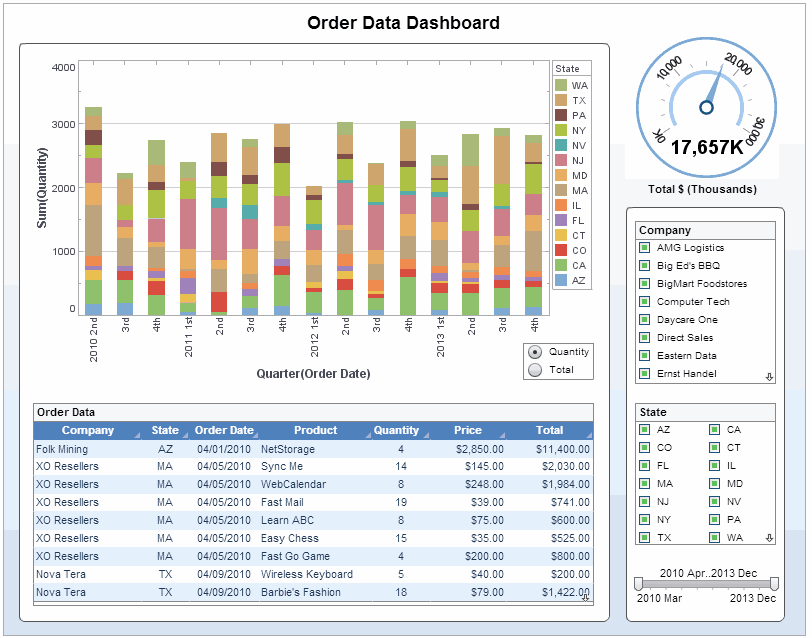 Order Data Dashboard
Sum(Quantity)
4000
3000
2000
1000
0
2010 2nd
3rd
4th
2011 1st
2nd
3rd
4th
2012 1st
2nd
3rd
4th
2013 1st
2nd
3rd
4th
Quarter(Order Date)
State
WA
TX
PA
NY
NV
NJ
MD
MA
IL
FL
CT
CO
CA
AZ
Quantity
Total
0K
10,000
20,000
30,000
17,657K
Total $ (Thousands)
Company
AMG Logistics
Big Ed's BBQ
BigMart Foodstores
Computer Tech
Daycare One
Direct Sales
Eastern Data
Ernst Handel
State
AZ CA
CO CT
FL IL
MA MD
NJ NV
NY PA
TX WA
2010 Apr..2013 Dec
2010 Mar 2013 Dec
Order Data
Company State Order Date Product Quantity Price Total
Folk Mining AZ 04/01/2010 NetStorage 4 $2,850.00 $11,400.00
XO Resellers MA 04/05/2010 Sync Me 14 $145.00 $2,030.00
XO Resellers MA 04/05/2010 WebCalendar 8 $248.00 $1,984.00
XO Resellers MA 04/05/2010 Fast Mail 19 $39.00 $741.00
XO Resellers MA 04/05/2010 Learn ABC 8 $75.00 $600.00
XO Resellers MA 04/05/2010 Easy Chess 15 $35.00 $525.00
XO Resellers MA 04/05/2010 Fast Go Game 4 $200.00 $800.00
Nova Tera TX 04/09/2010 Wireless Keyboard 5 $40.00 $200.00
Nova Tera TX 04/09/2010 Barbie's Fashion 18 $79.00 $1,422.00